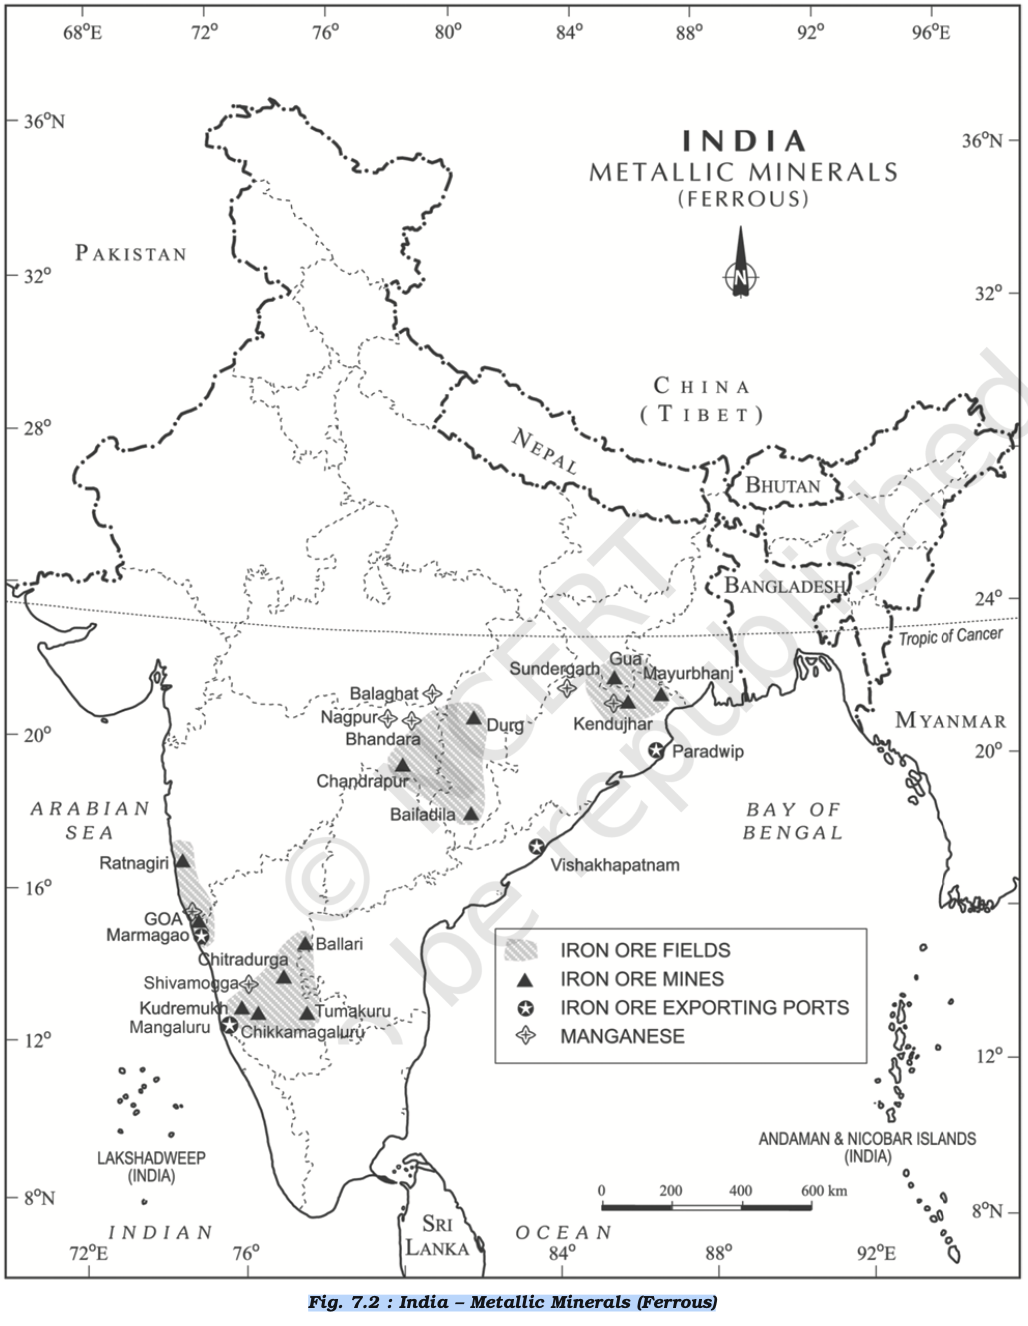 68°E 72° 76° 80° 84° 88° 92° 96°E
36°N
36°N
INDIA
METALLIC MINERALS
(FERROUS)
N
PAKISTAN
32°
32°
CHINA
(TIBET)
28°
NEPAL
BHUTAN
BANGLADESH
24°
Tropic of Cancer
Sundergarh
Gua
Mayurbhanj
Kendujhar
Balaghat
Nagpur
Bhandara
Durg
Chandrapur
Bailadila
Paradwip
MYANMAR
20°
20°
ARABIAN
SEA
BAY OF
BENGAL
Vishakhapatnam
Ratnagiri
16°
GOA
Marmagao
Ballari
Chitradurga
Shivamogga
Kudremukh
Tumakuru
Mangaluru
Chikkamagaluru
IRON ORE FIELDS
IRON ORE MINES
IRON ORE EXPORTING PORTS
MANGANESE
12°
12°
LAKSHADWEEP
(INDIA)
ANDAMAN & NICOBAR ISLANDS
(INDIA)
0 200 400 600 km
8°N
8°N
SRI
LANKA
INDIAN OCEAN
72°E 76° 84° 88° 92°E
© NCERT
be republished
Fig. 7.2 : India – Metallic Minerals (Ferrous)